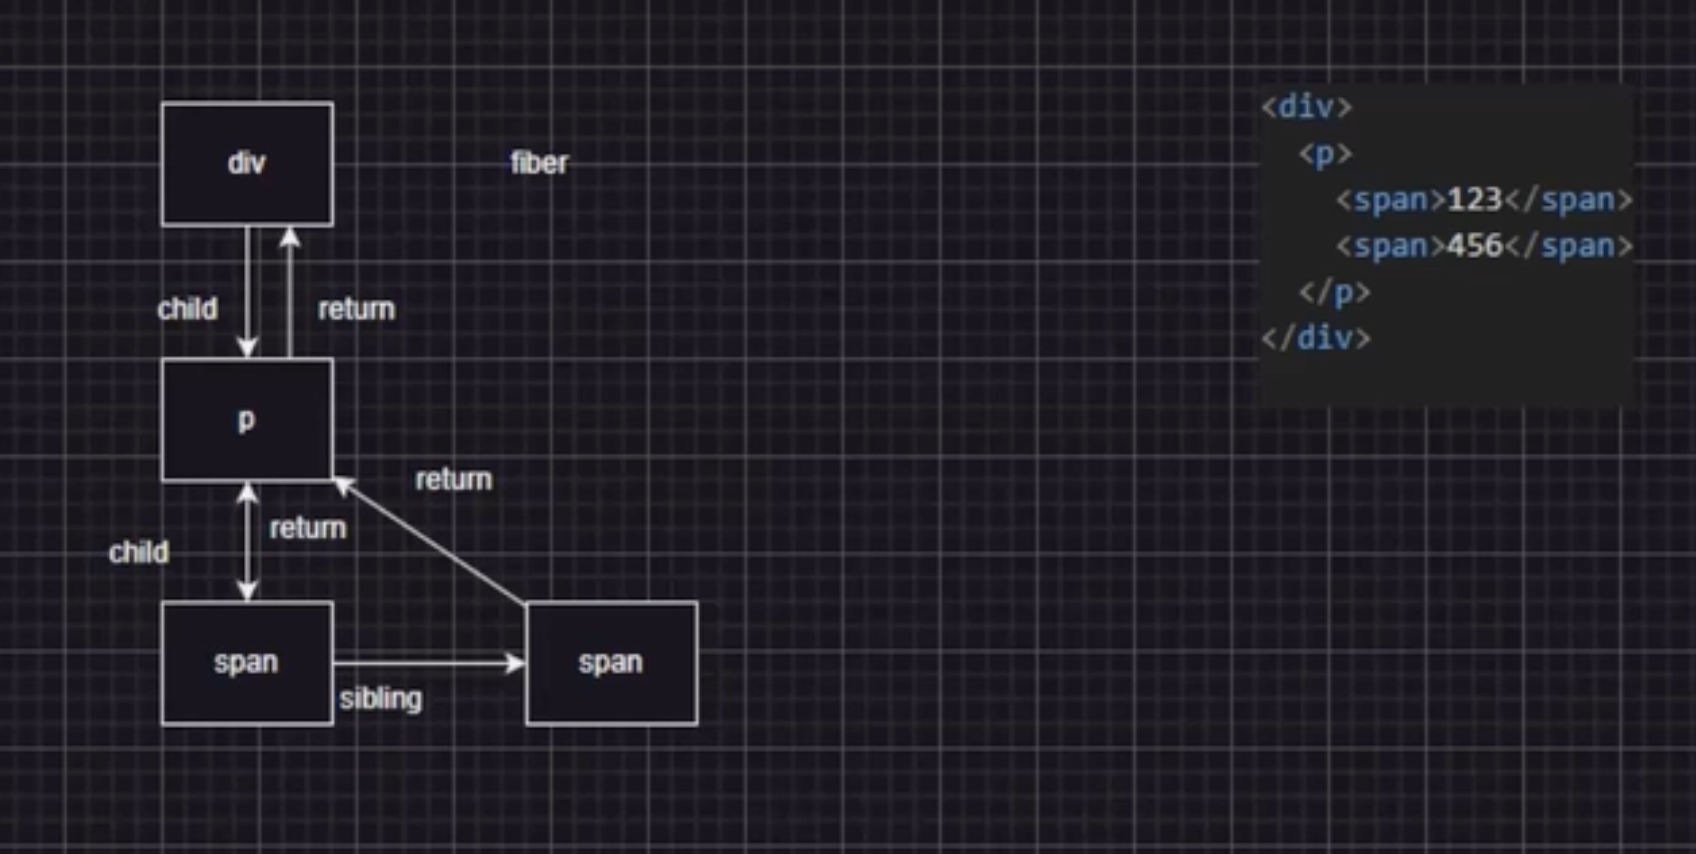 div
fiber
child
return
p
return
return
child
span
span
sibling
<div>
<p>
<span>123</span>
<span>456</span>
</p>
</div>